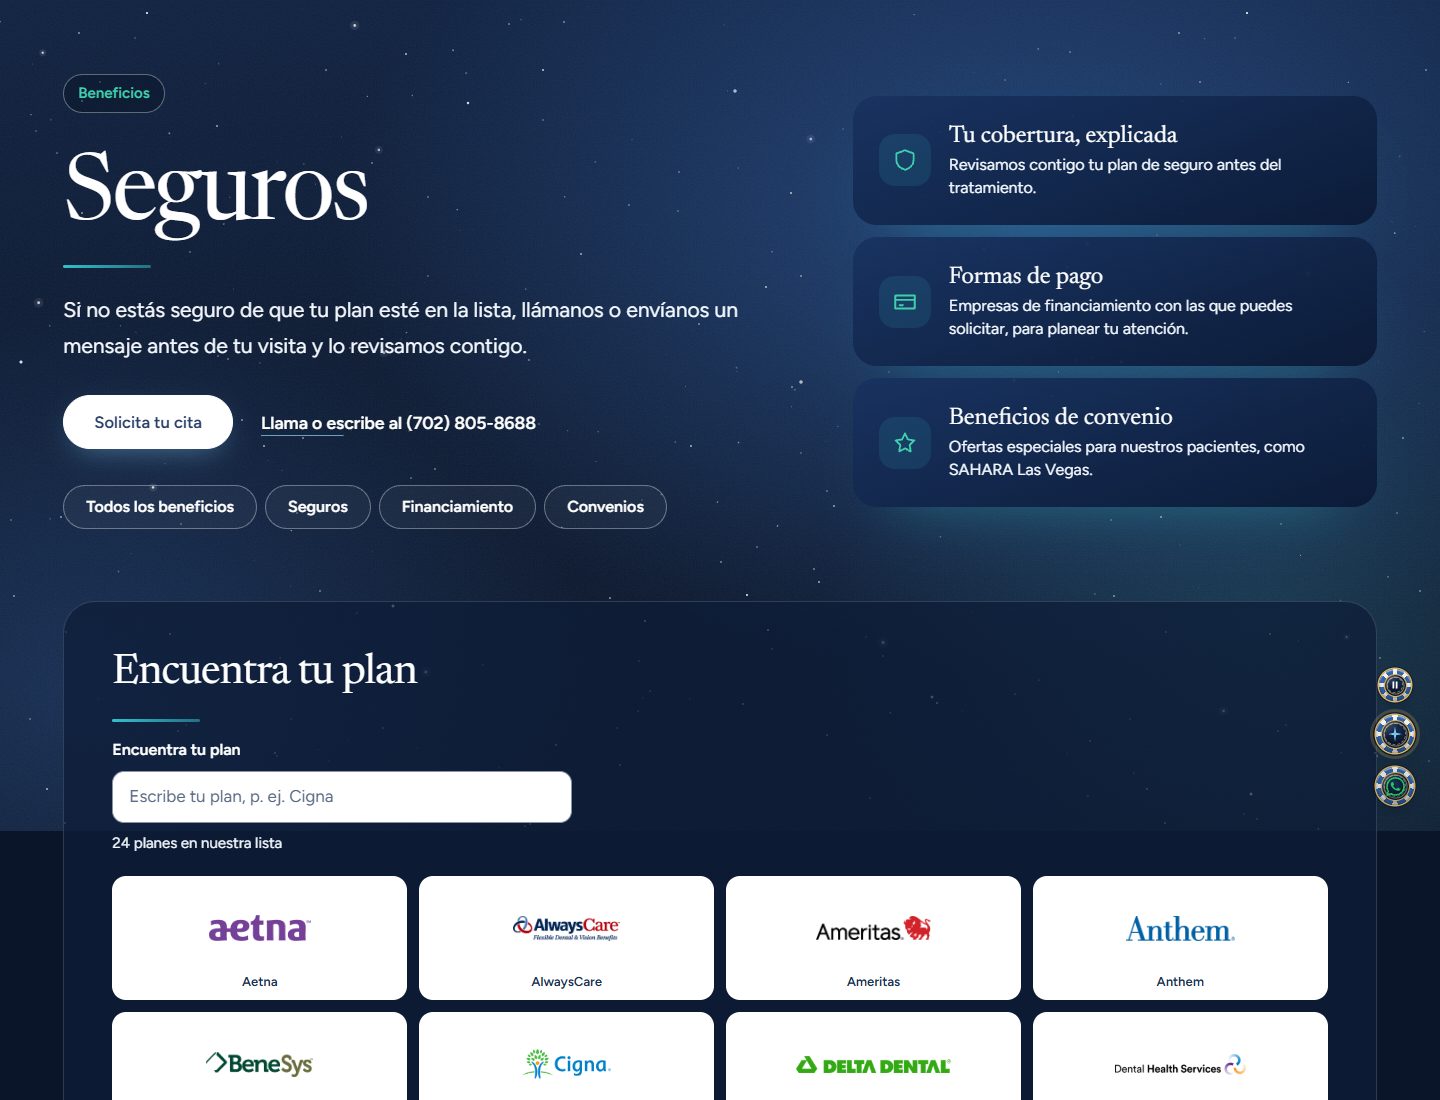 Beneficios
Seguros
Si no estás seguro de que tu plan esté en la lista, llámanos o envíanos un
mensaje antes de tu visita y lo revisamos contigo.
Solicita tu cita
Llama o escribe al (702) 805-8688
Todos los beneficios
Seguros
Financiamiento
Convenios
Tu cobertura, explicada
Revisamos contigo tu plan de seguro antes del
tratamiento.
Formas de pago
Empresas de financiamiento con las que puedes
solicitar, para planear tu atención.
Beneficios de convenio
Ofertas especiales para nuestros pacientes, como
SAHARA Las Vegas.
Encuentra tu plan
Encuentra tu plan
Escribe tu plan, p. ej. Cigna
24 planes en nuestra lista
aetna™
AlwaysCare
Flexible Dental & Vision Benefits
Ameritas
Anthem
Aetna
AlwaysCare
Ameritas
Anthem
BeneSys
Cigna
DELTA DENTAL
Dental Health Services